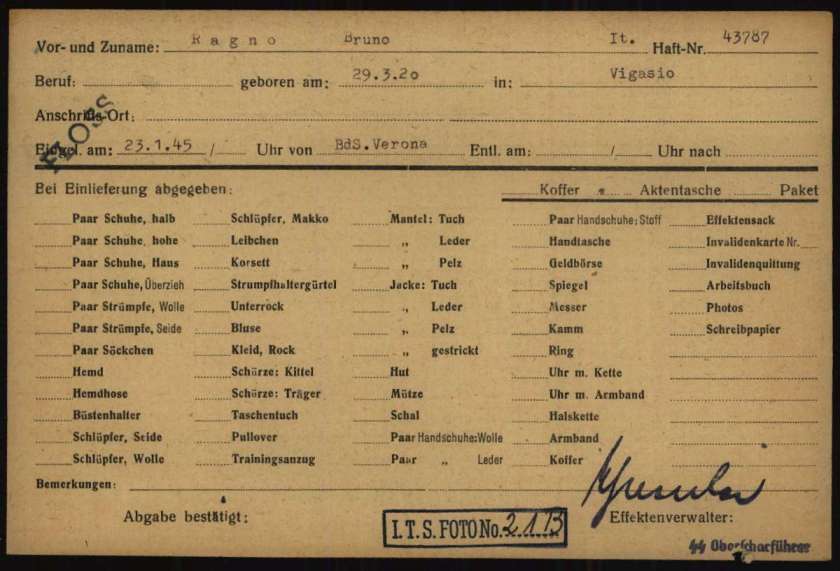 Vor- und Zuname: Ragno Bruno It. Haft-Nr. 43787
Beruf: geboren am: 29.3.20 in: Vigasio
Anschrifts-Ort:
FLOSS
Eingel. am: 23.1.45 / Uhr von BdS.Verona Entl. am: / Uhr nach
Bei Einlieferung abgegeben: Koffer Aktentasche Paket
Paar Schuhe, halb Schlüpfer, Makko Mantel: Tuch Paar Handschuhe: Stoff Effektensack
Paar Schuhe, hohe Leibchen „ Leder Handtasche Invalidenkarte Nr.
Paar Schuhe, Haus Korsett „ Pelz Geldbörse Invalidenquittung
Paar Schuhe, Überzieh Strumpfhaltergürtel Jacke: Tuch Spiegel Arbeitsbuch
Paar Strümpfe, Wolle Unterrock „ Leder Messer Photos
Paar Strümpfe, Seide Bluse „ Pelz Kamm Schreibpapier
Paar Söckchen Kleid, Rock „ gestrickt Ring
Hemd Schürze: Kittel Hut Uhr m. Kette
Hemdhose Schürze: Träger Mütze Uhr m. Armband
Büstenhalter Taschentuch Schal Halskette
Schlüpfer, Seide Pullover Paar Handschuhe: Wolle Armband
Schlüpfer, Wolle Trainingsanzug Paar „ Leder Koffer
Bemerkungen:
Abgabe bestätigt: I.T.S. FOTO No. 213 Effektenverwalter:
SS Oberscharführer